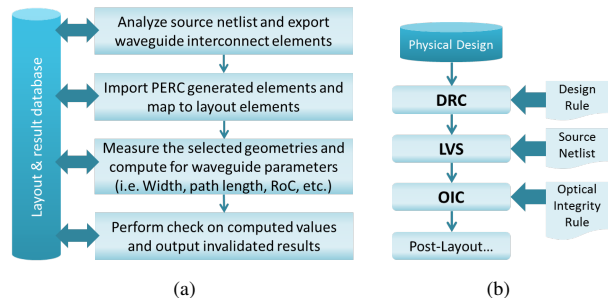 Layout & result database
Analyze source netlist and export
waveguide interconnect elements
Import PERC generated elements and
map to layout elements
Measure the selected geometries and
compute for waveguide parameters
(i.e. Width, path length, RoC, etc.)
Perform check on computed values
and output invalidated results
(a)
Physical Design
DRC
Design
Rule
LVS
Source
Netlist
OIC
Optical
Integrity
Rule
Post-Layout...
(b)